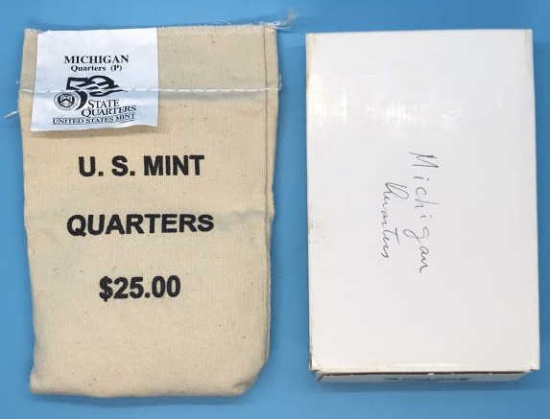 MICHIGAN
Quarters (P)
50
STATE
QUARTERS
UNITED STATES MINT
U. S. MINT
QUARTERS
$25.00
Michigan
Quarters